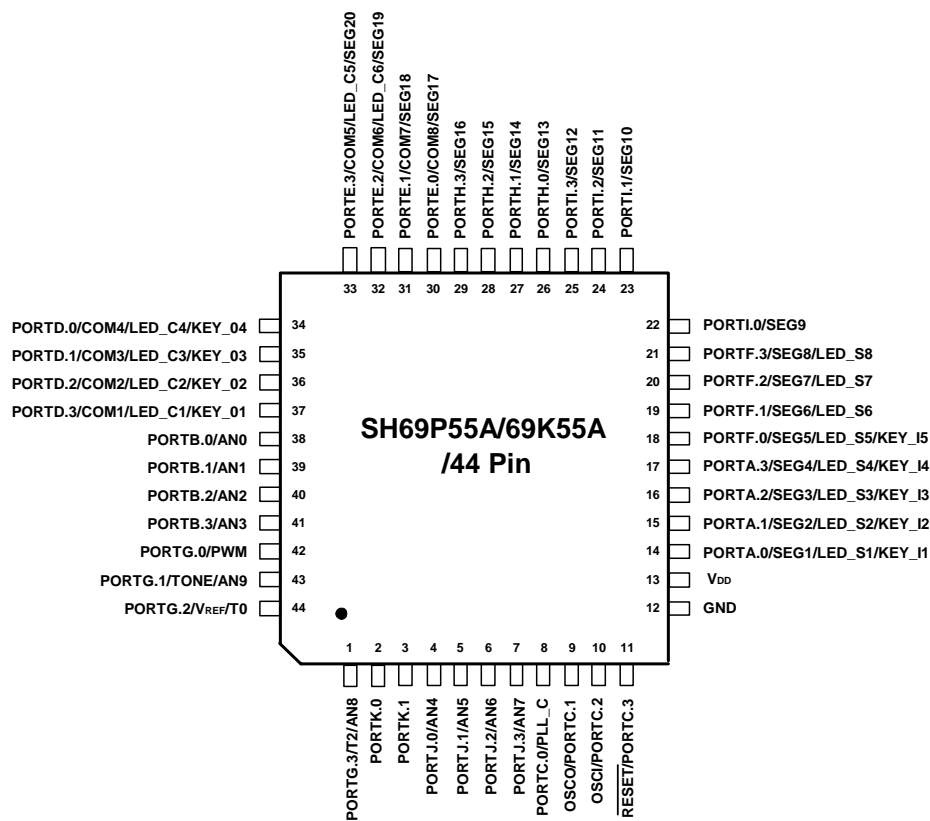 PORTE.3/COM5/LED_C5/SEG20
PORTE.2/COM6/LED_C6/SEG19
PORTE.1/COM7/SEG18
PORTE.0/COM8/SEG17
PORTH.3/SEG16
PORTH.2/SEG15
PORTH.1/SEG14
PORTH.0/SEG13
PORTI.3/SEG12
PORTI.2/SEG11
PORTI.1/SEG10
33 32 31 30 29 28 27 26 25 24 23
PORTD.0/COM4/LED_C4/KEY_04 34
PORTD.1/COM3/LED_C3/KEY_03 35
PORTD.2/COM2/LED_C2/KEY_02 36
PORTD.3/COM1/LED_C1/KEY_01 37
PORTB.0/AN0 38
PORTB.1/AN1 39
PORTB.2/AN2 40
PORTB.3/AN3 41
PORTG.0/PWM 42
PORTG.1/TONE/AN9 43
PORTG.2/VREF/T0 44
SH69P55A/69K55A
/44 Pin
22 PORTI.0/SEG9
21 PORTF.3/SEG8/LED_S8
20 PORTF.2/SEG7/LED_S7
19 PORTF.1/SEG6/LED_S6
18 PORTF.0/SEG5/LED_S5/KEY_I5
17 PORTA.3/SEG4/LED_S4/KEY_I4
16 PORTA.2/SEG3/LED_S3/KEY_I3
15 PORTA.1/SEG2/LED_S2/KEY_I2
14 PORTA.0/SEG1/LED_S1/KEY_I1
13 VDD
12 GND
1 2 3 4 5 6 7 8 9 10 11
PORTG.3/T2/AN8
PORTK.0
PORTK.1
PORTJ.0/AN4
PORTJ.1/AN5
PORTJ.2/AN6
PORTJ.3/AN7
PORTC.0/PLL_C
OSCO/PORTC.1
OSCI/PORTC.2
RESET/PORTC.3